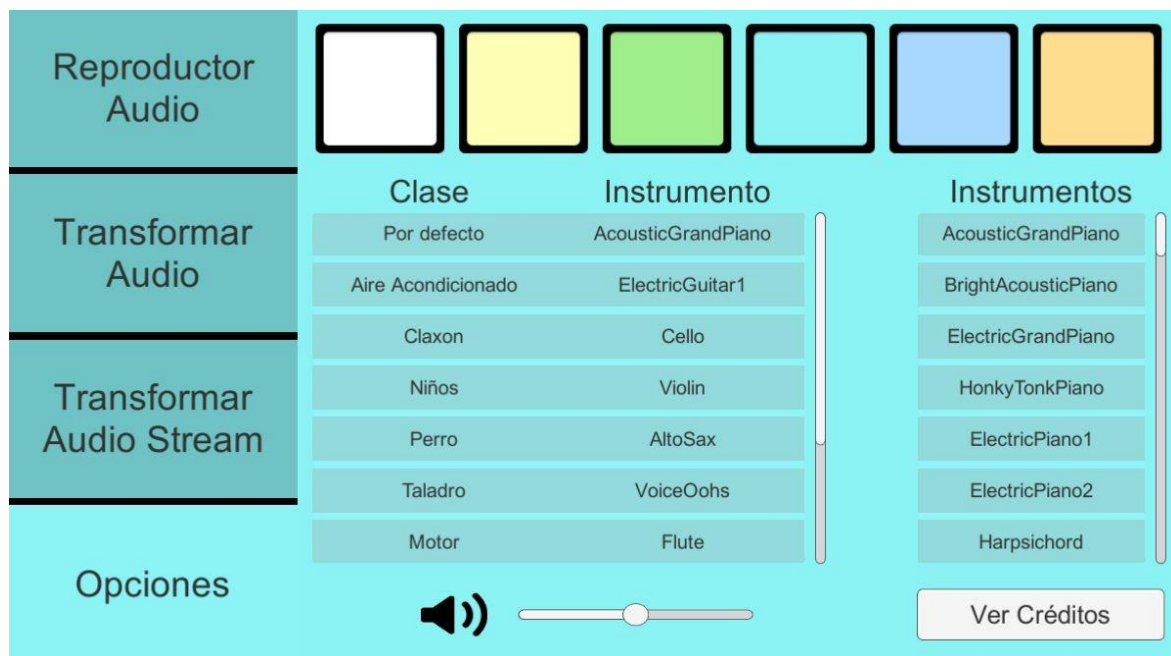 Reproductor
Audio
Transformar
Audio
Transformar
Audio Stream
Opciones
Clase Instrumento
Por defecto AcousticGrandPiano
Aire Acondicionado ElectricGuitar1
Claxon Cello
Niños Violin
Perro AltoSax
Taladro VoiceOohs
Motor Flute
Instrumentos
AcousticGrandPiano
BrightAcousticPiano
ElectricGrandPiano
HonkyTonkPiano
ElectricPiano1
ElectricPiano2
Harpsichord
Ver Créditos